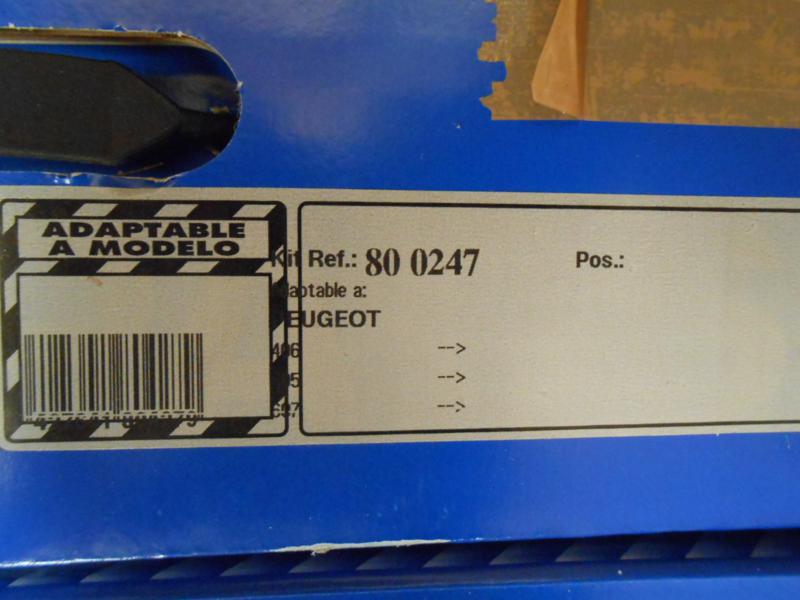 ADAPTABLE
A MODELO
Kit Ref.: 80 0247 Pos.:
Adaptable a:
PEUGEOT
406 -->
-->
-->